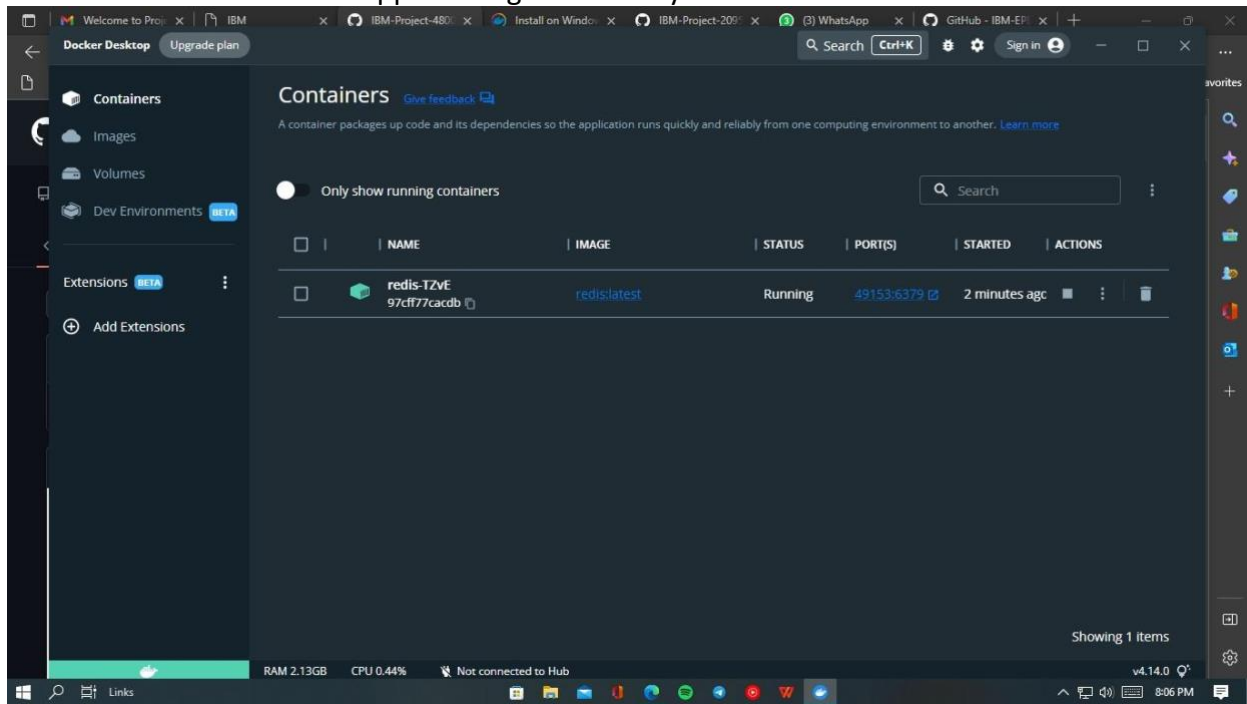 Welcome to Proj
IBM
IBM-Project-480
Install on Window
IBM-Project-209
(3) WhatsApp
GitHub - IBM-EP
Docker Desktop
Upgrade plan
Search
Ctrl+K
Sign in
avorites
Containers
Images
Volumes
Dev Environments BETA
Extensions BETA
Add Extensions
Containers Give feedback
A container packages up code and its dependencies so the application runs quickly and reliably from one computing environment to another. Learn more
Only show running containers
Search
NAME IMAGE STATUS PORT(S) STARTED ACTIONS
redis-TZvE redis:latest Running 49153:6379 2 minutes agc
97cff77cacdb
Showing 1 items
RAM 2.13GB CPU 0.44% Not connected to Hub v4.14.0
Links 8:06 PM